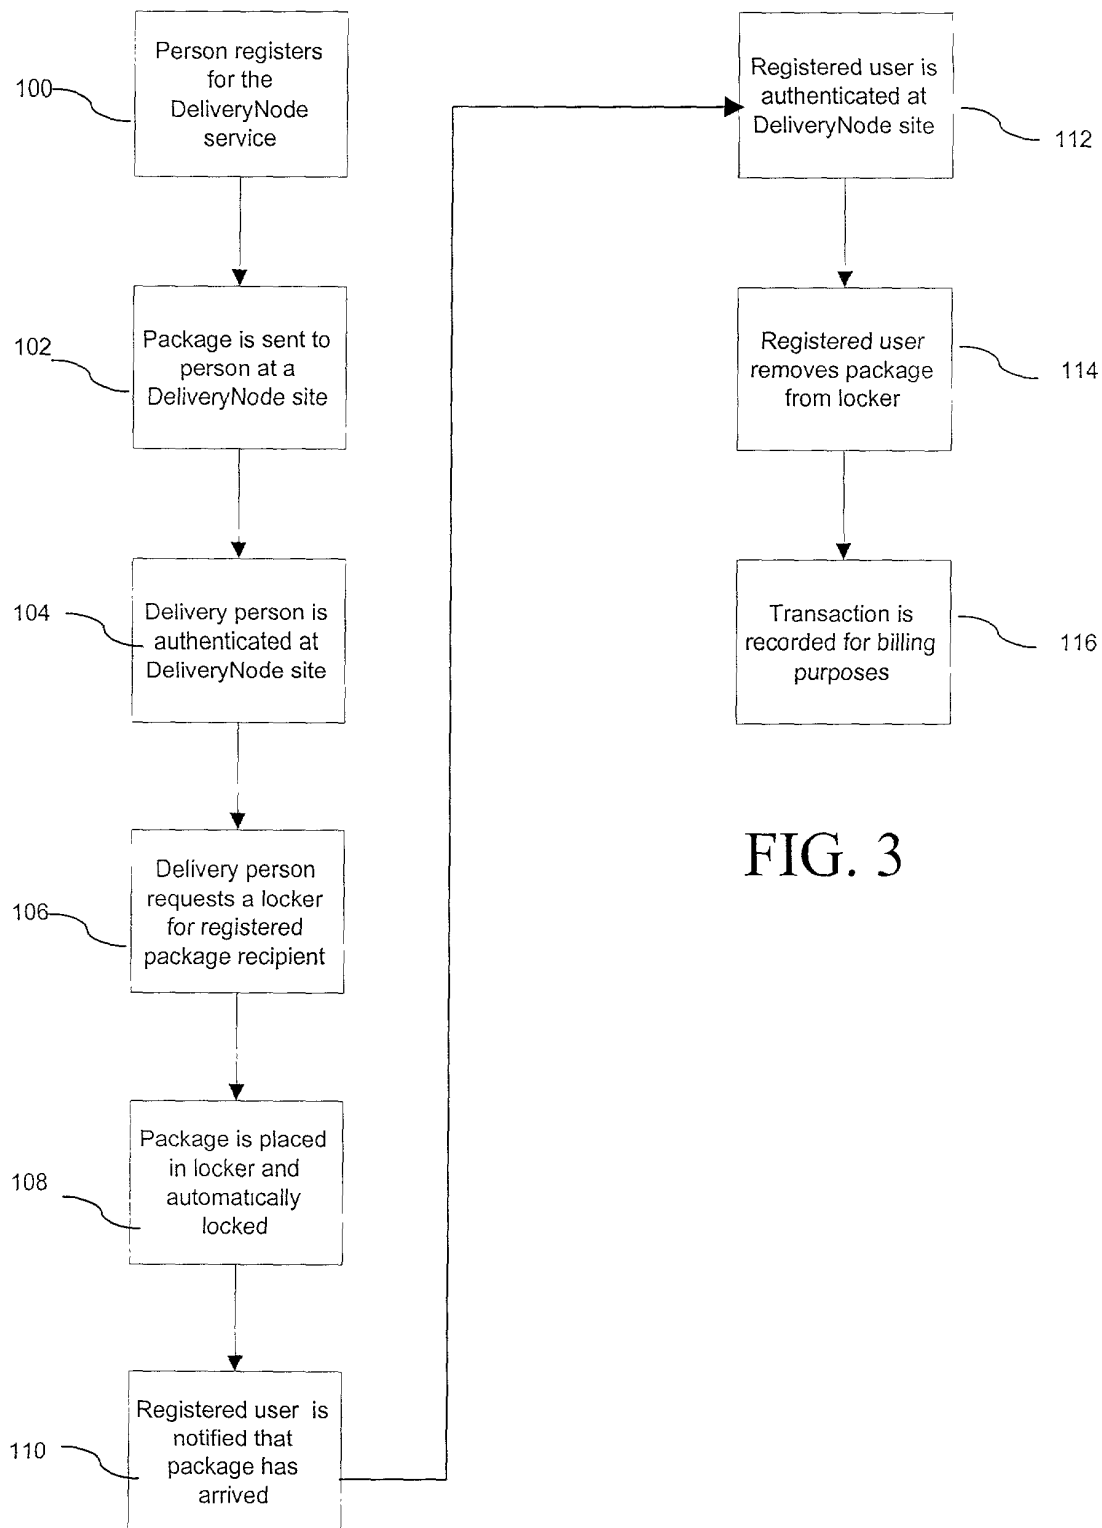 100
Person registers
for the
DeliveryNode
service
102
Package is sent to
person at a
DeliveryNode site
104
Delivery person is
authenticated at
DeliveryNode site
106
Delivery person
requests a locker
for registered
package recipient
108
Package is placed
in locker and
automatically
locked
110
Registered user is
notified that
package has
arrived
Registered user is
authenticated at
DeliveryNode site
112
Registered user
removes package
from locker
114
Transaction is
recorded for billing
purposes
116
FIG. 3